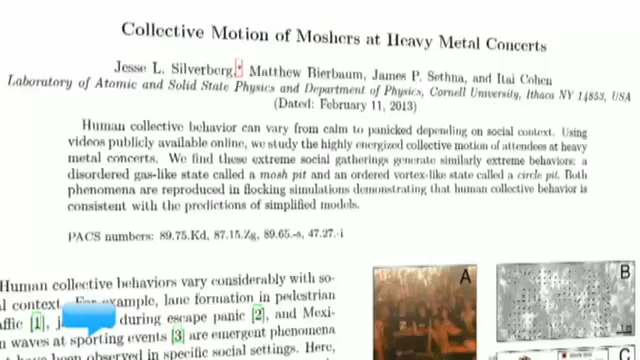 Collective Motion of Moshers at Heavy Metal Concerts
Jesse L. Silverberg,* Matthew Bierbaum, James P. Sethna, and Itai Cohen
Laboratory of Atomic and Solid State Physics and Department of Physics, Cornell University, Ithaca NY 14853, USA
(Dated: February 11, 2013)
Human collective behavior can vary from calm to panicked depending on social context. Using
videos publicly available online, we study the highly energized collective motion of attendees at heavy
metal concerts. We find these extreme social gatherings generate similarly extreme behaviors: a
disordered gas-like state called a mosh pit and an ordered vortex-like state called a circle pit. Both
phenomena are reproduced in flocking simulations demonstrating that human collective behavior is
consistent with the predictions of simplified models.
PACS numbers: 89.75.Kd, 87.15.Zg, 89.65.-s, 47.27.-i
Human collective behaviors vary considerably with so-
l context. For example, lane formation in pedestrian
affic [1], j during escape panic [2], and Mexi-
n waves at sporting events [3] are emergent phenomena
t have been observed in specific social settings. Here,
A
B
C